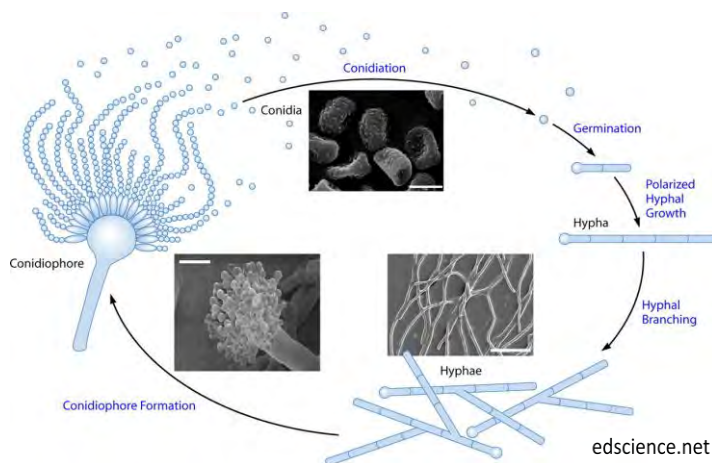 Conidiation
Conidia
Germination
Polarized
Hyphal
Growth
Hypha
Conidiophore
Hyphal
Branching
Hyphae
Conidiophore Formation
edscience.net